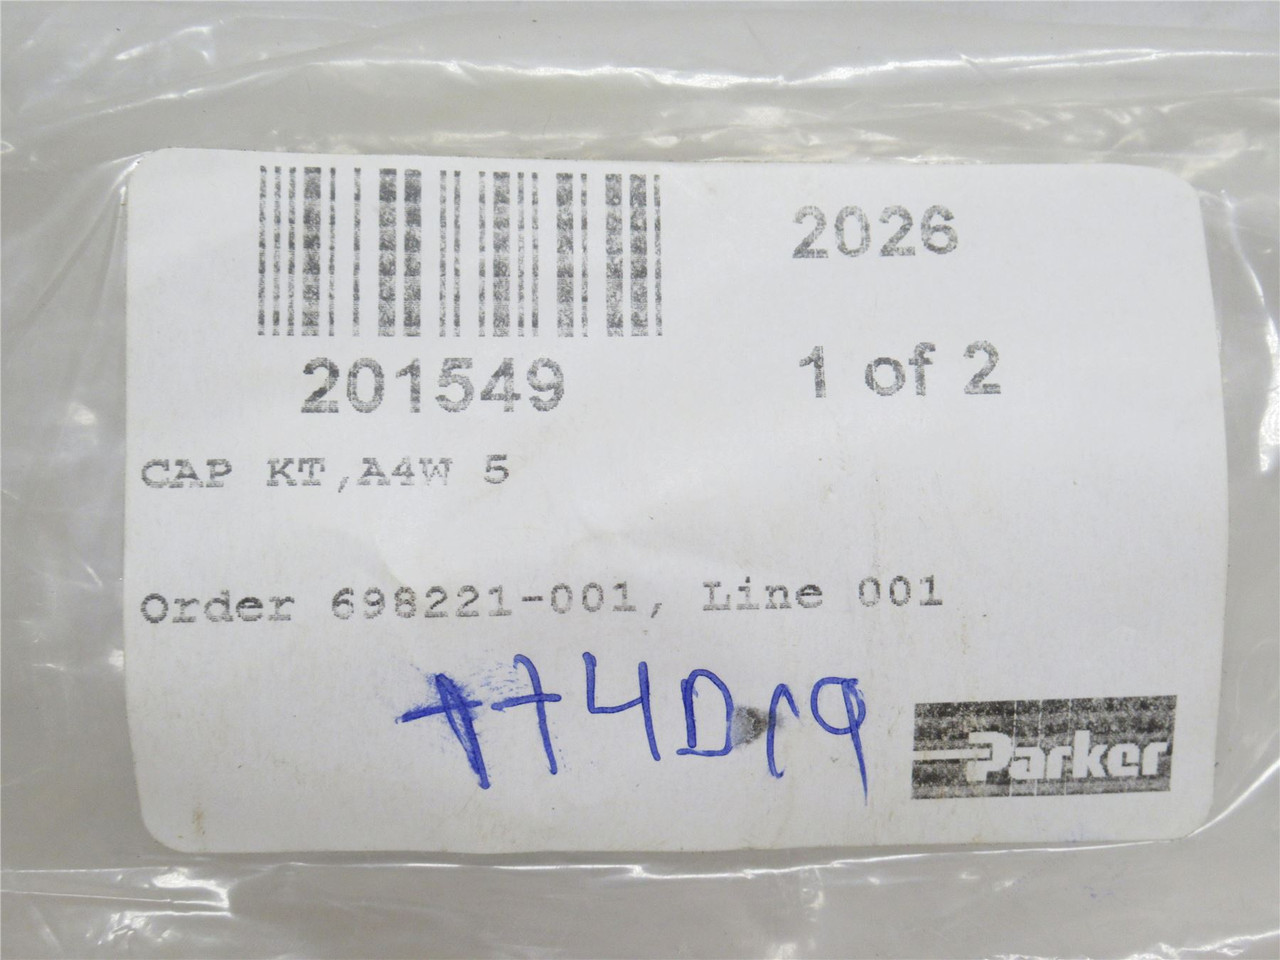 2026
201549
1 of 2
CAP KT,A4W 5
Order 698221-001, Line 001
Parker